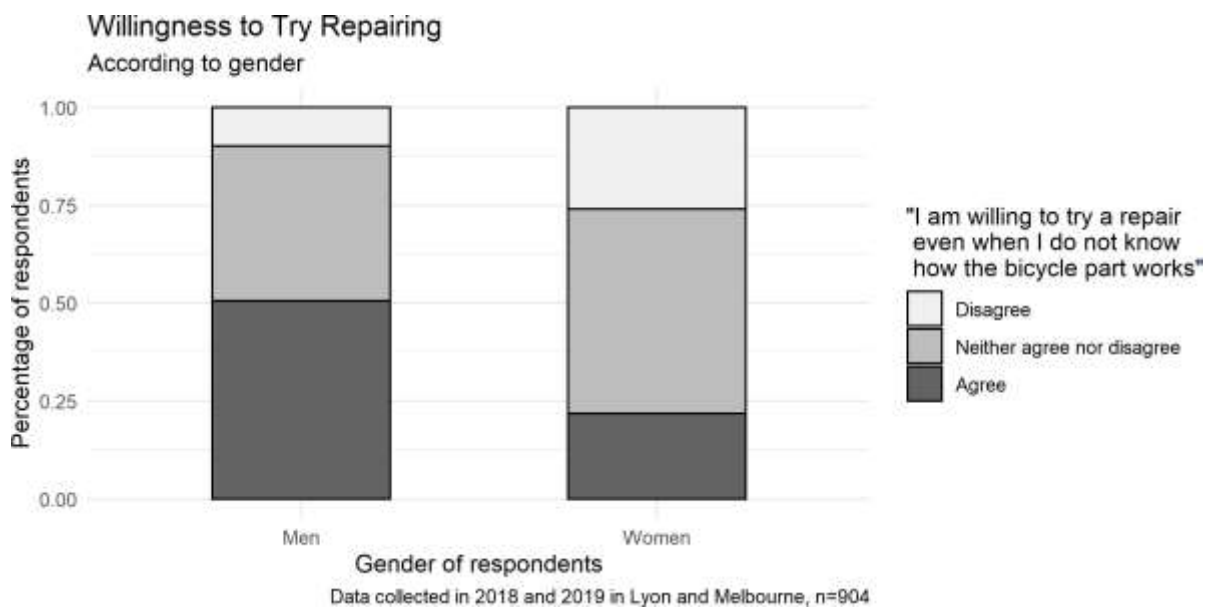 Willingness to Try Repairing
According to gender
Percentage of respondents
1.00
0.75
0.50
0.25
0.00
Men
Women
Gender of respondents
Data collected in 2018 and 2019 in Lyon and Melbourne, n=904
"I am willing to try a repair
even when I do not know
how the bicycle part works"
Disagree
Neither agree nor disagree
Agree